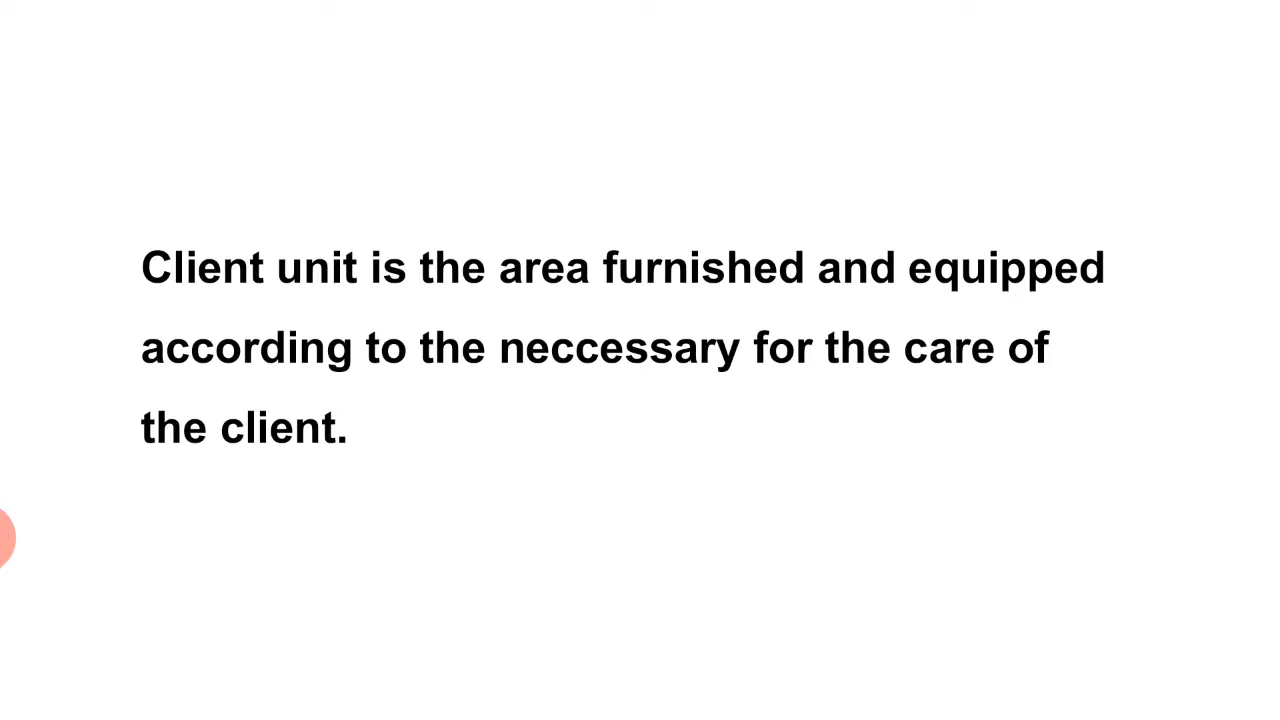 Client unit is the area furnished and equipped
according to the neccessary for the care of
the client.